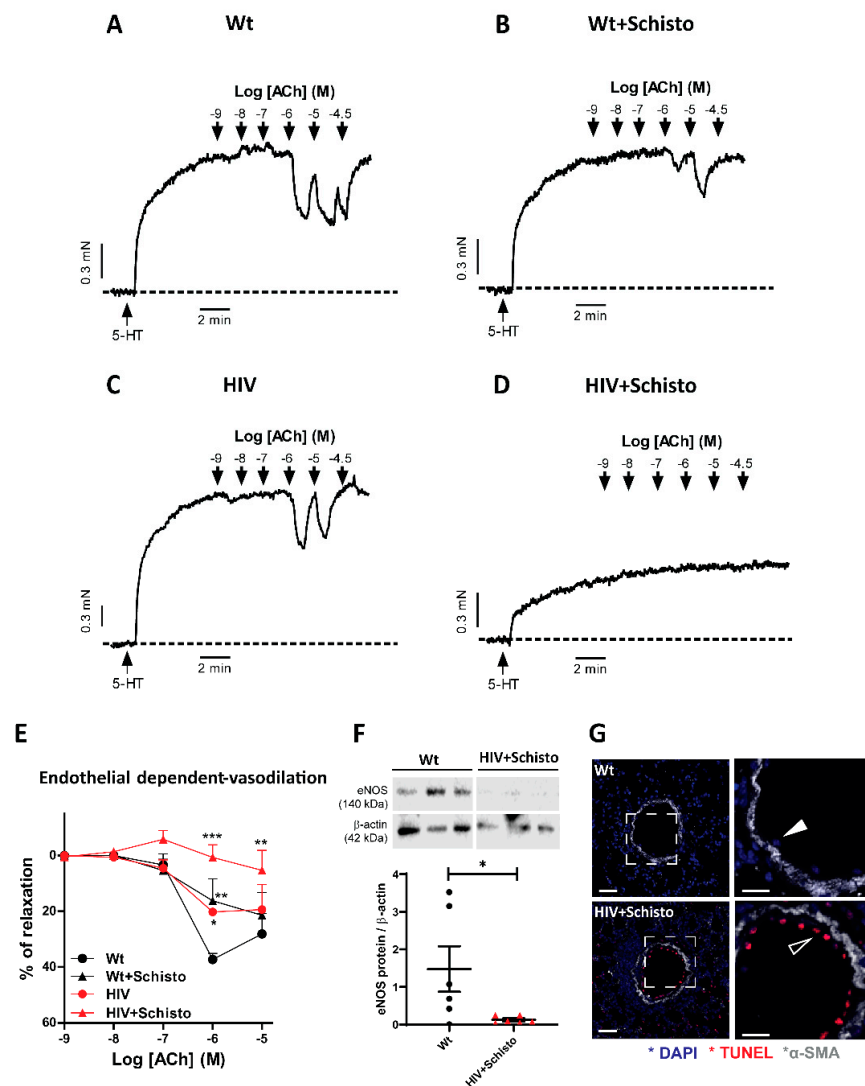 A
Wt
Log [ACh] (M)
-9 -8 -7 -6 -5 -4.5
0.3 mN
5-HT
2 min
B
Wt+Schisto
Log [ACh] (M)
-9 -8 -7 -6 -5 -4.5
0.3 mN
5-HT
2 min
C
HIV
Log [ACh] (M)
-9 -8 -7 -6 -5 -4.5
0.3 mN
5-HT
2 min
D
HIV+Schisto
Log [ACh] (M)
-9 -8 -7 -6 -5 -4.5
0.3 mN
5-HT
2 min
E
Endothelial dependent-vasodilation
% of relaxation
0
20
40
60
***
**
**
*
Wt
Wt+Schisto
HIV
HIV+Schisto
-9 -8 -7 -6 -5
Log [ACh] (M)
F
Wt HIV+Schisto
eNOS
(140 kDa)
β-actin
(42 kDa)
eNOS protein / β-actin
*
4
3
2
1
0
Wt
HIV+Schisto
G
Wt
HIV+Schisto
* DAPI * TUNEL *α-SMA